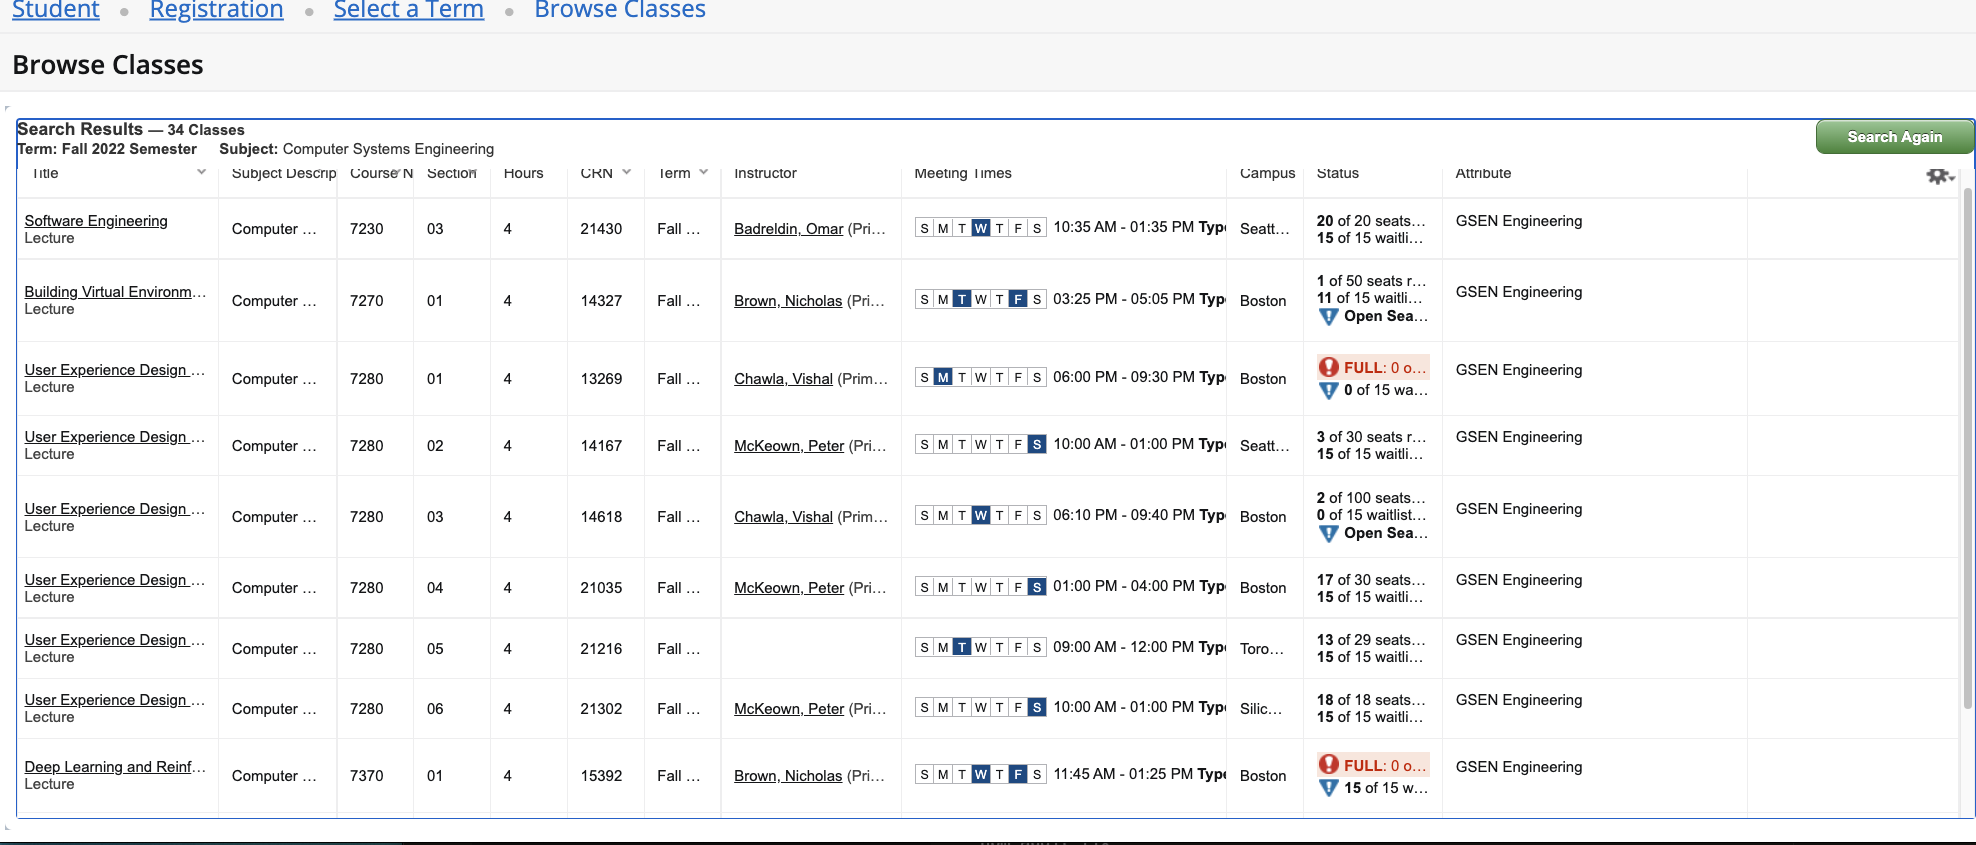 Student • Registration • Select a Term • Browse Classes
Browse Classes
Search Results — 34 Classes
Term: Fall 2022 Semester Subject: Computer Systems Engineering
Search Again
Title Subject Descrip Course N Section Hours CRN Term Instructor Meeting Times Campus Status Attribute
Software Engineering
Lecture
Computer ... 7230 03 4 21430 Fall ... Badreldin, Omar (Pri... S M T W T F S 10:35 AM - 01:35 PM Type Seatt...
20 of 20 seats...
15 of 15 waitli...
GSEN Engineering
Building Virtual Environm...
Lecture
Computer ... 7270 01 4 14327 Fall ... Brown, Nicholas (Pri... S M T W T F S 03:25 PM - 05:05 PM Type Boston
1 of 50 seats r...
11 of 15 waitli...
Open Sea...
GSEN Engineering
User Experience Design ...
Lecture
Computer ... 7280 01 4 13269 Fall ... Chawla, Vishal (Prim... S M T W T F S 06:00 PM - 09:30 PM Type Boston
FULL: 0 o...
0 of 15 wa...
GSEN Engineering
User Experience Design ...
Lecture
Computer ... 7280 02 4 14167 Fall ... McKeown, Peter (Pri... S M T W T F S 10:00 AM - 01:00 PM Type Seatt...
3 of 30 seats r...
15 of 15 waitli...
GSEN Engineering
User Experience Design ...
Lecture
Computer ... 7280 03 4 14618 Fall ... Chawla, Vishal (Prim... S M T W T F S 06:10 PM - 09:40 PM Type Boston
2 of 100 seats...
0 of 15 waitlist...
Open Sea...
GSEN Engineering
User Experience Design ...
Lecture
Computer ... 7280 04 4 21035 Fall ... McKeown, Peter (Pri... S M T W T F S 01:00 PM - 04:00 PM Type Boston
17 of 30 seats...
15 of 15 waitli...
GSEN Engineering
User Experience Design ...
Lecture
Computer ... 7280 05 4 21216 Fall ... S M T W T F S 09:00 AM - 12:00 PM Type Toro...
13 of 29 seats...
15 of 15 waitli...
GSEN Engineering
User Experience Design ...
Lecture
Computer ... 7280 06 4 21302 Fall ... McKeown, Peter (Pri... S M T W T F S 10:00 AM - 01:00 PM Type Silic...
18 of 18 seats...
15 of 15 waitli...
GSEN Engineering
Deep Learning and Reinf...
Lecture
Computer ... 7370 01 4 15392 Fall ... Brown, Nicholas (Pri... S M T W T F S 11:45 AM - 01:25 PM Type Boston
FULL: 0 o...
15 of 15 w...
GSEN Engineering